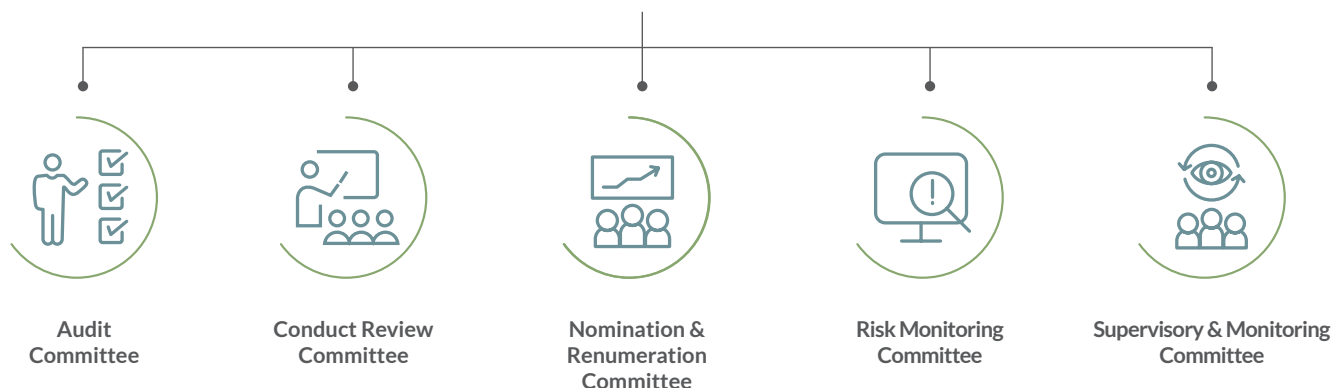 Audit
Committee
Conduct Review
Committee
Nomination &
Renumeration
Committee
Risk Monitoring
Committee
Supervisory & Monitoring
Committee